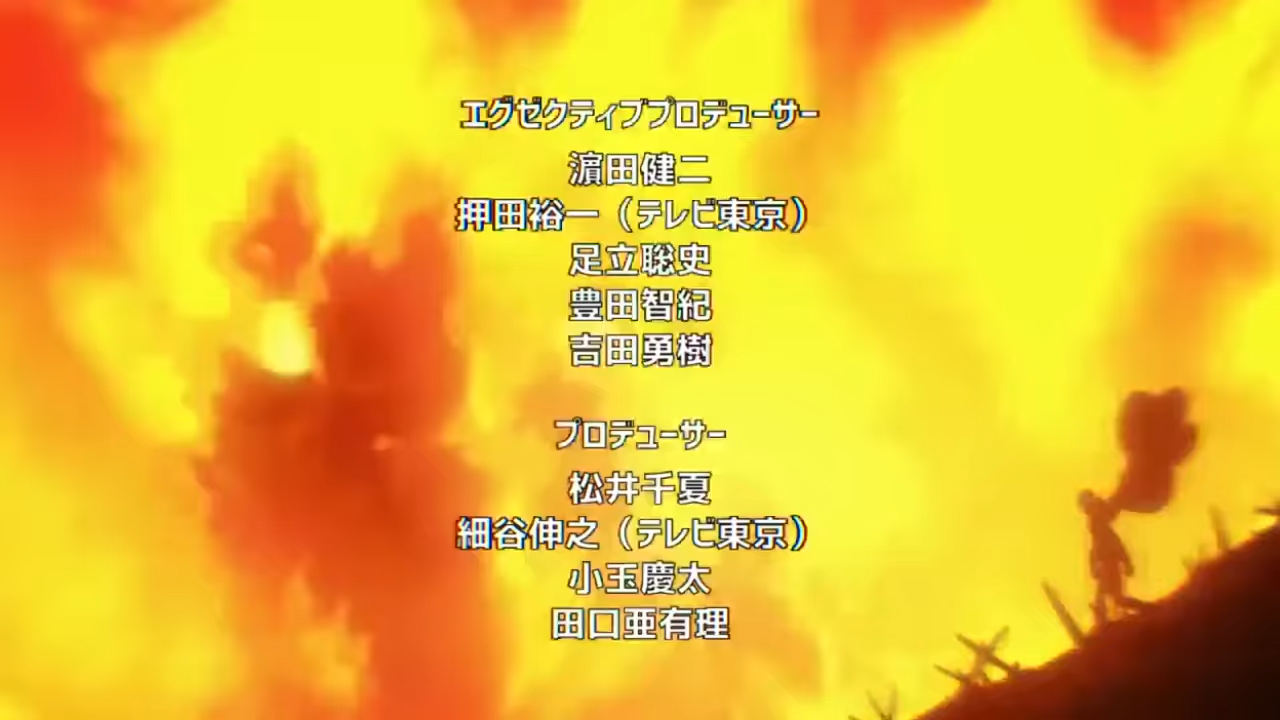 エグゼクティブプロデューサー
濵田健二
押田裕一（テレビ東京）
足立聡史
豊田智紀
吉田勇樹
プロデューサー
松井千夏
細谷伸之（テレビ東京）
小玉慶太
田口亜有理